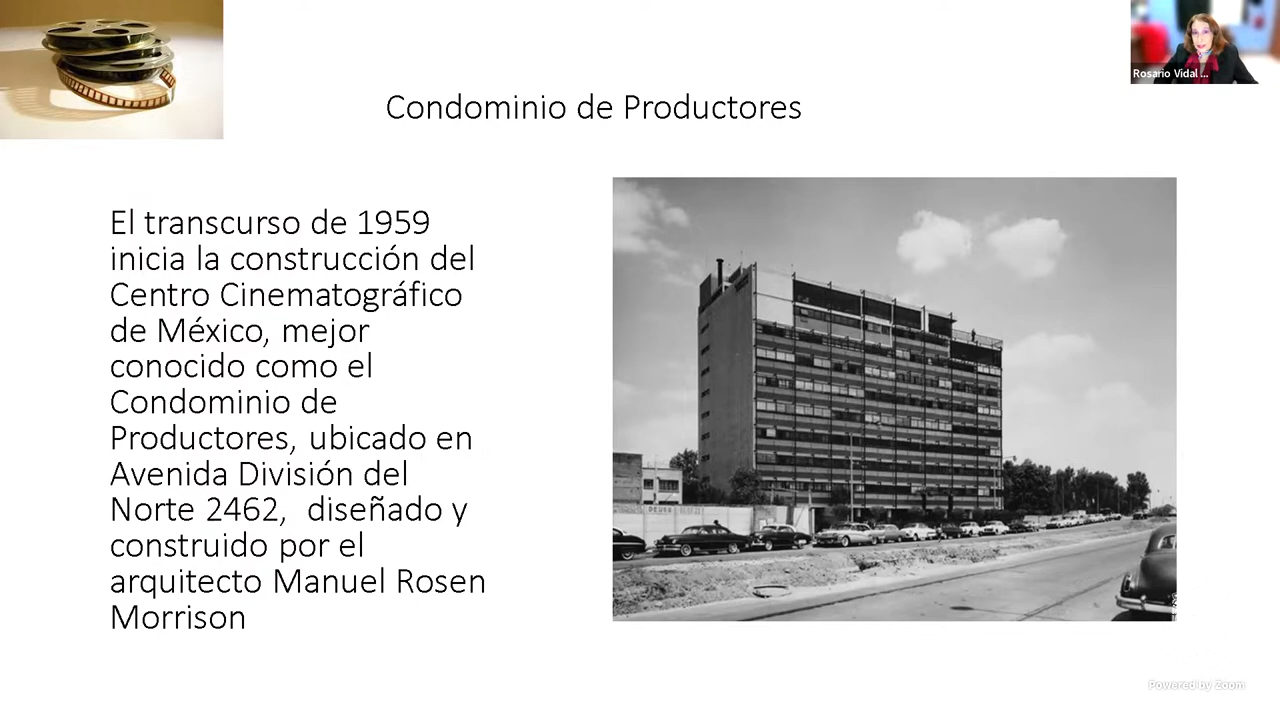 Rosario Vidal ...
Condominio de Productores
El transcurso de 1959
inicia la construcción del
Centro Cinematográfico
de México, mejor
conocido como el
Condominio de
Productores, ubicado en
Avenida División del
Norte 2462,  diseñado y
construido por el
arquitecto Manuel Rosen
Morrison
Powered by Zoom